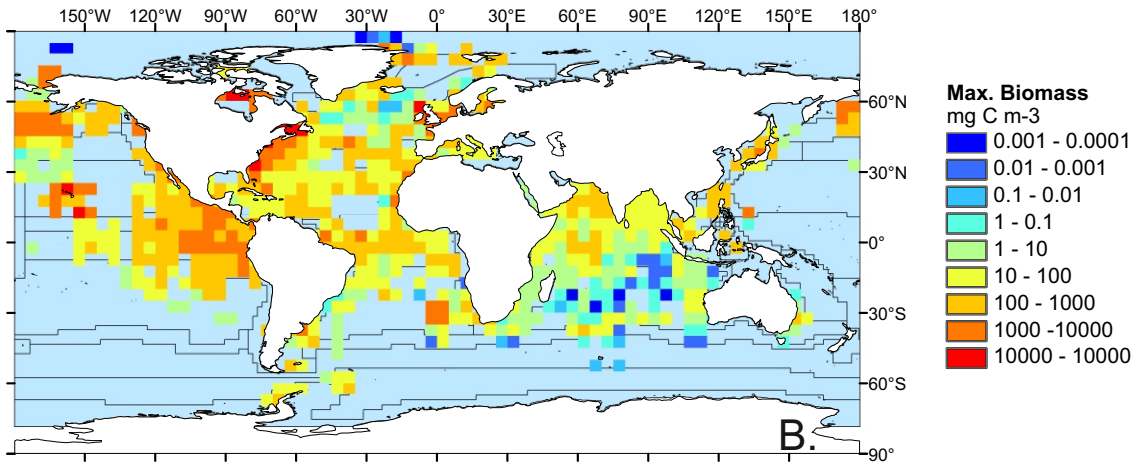 150°W 120°W 90°W 60°W 30°W 0° 30°E 60°E 90°E 120°E 150°E 180°
60°N
30°N
0°
30°S
60°S
90°
B.
Max. Biomass
mg C m-3
0.001 - 0.0001
0.01 - 0.001
0.1 - 0.01
1 - 0.1
1 - 10
10 - 100
100 - 1000
1000 -10000
10000 - 10000